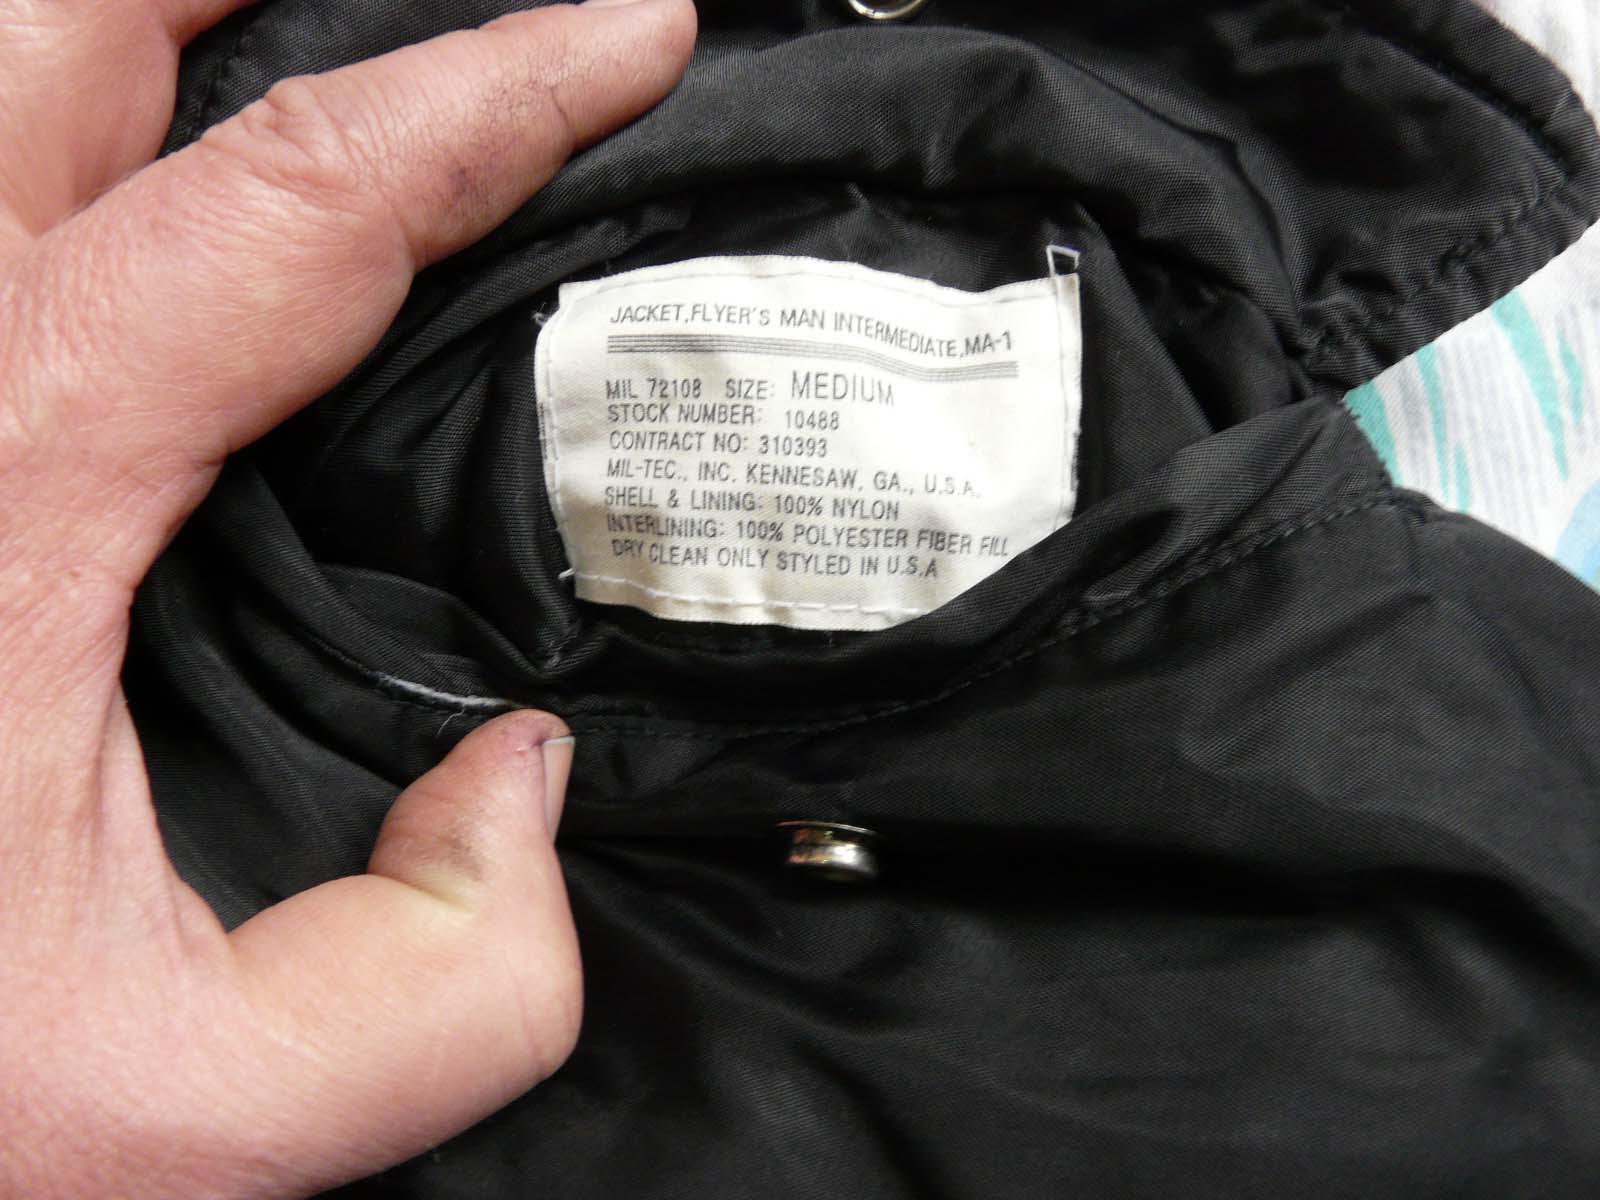 JACKET,FLYER'S MAN INTERMEDIATE,MA-1
MIL 72108 SIZE: MEDIUM
STOCK NUMBER: 10488
CONTRACT NO: 310393
MIL-TEC., INC. KENNESAW, GA., U.S.A.
SHELL & LINING: 100% NYLON
INTERLINING: 100% POLYESTER FIBER FILL
DRY CLEAN ONLY STYLED IN U.S.A